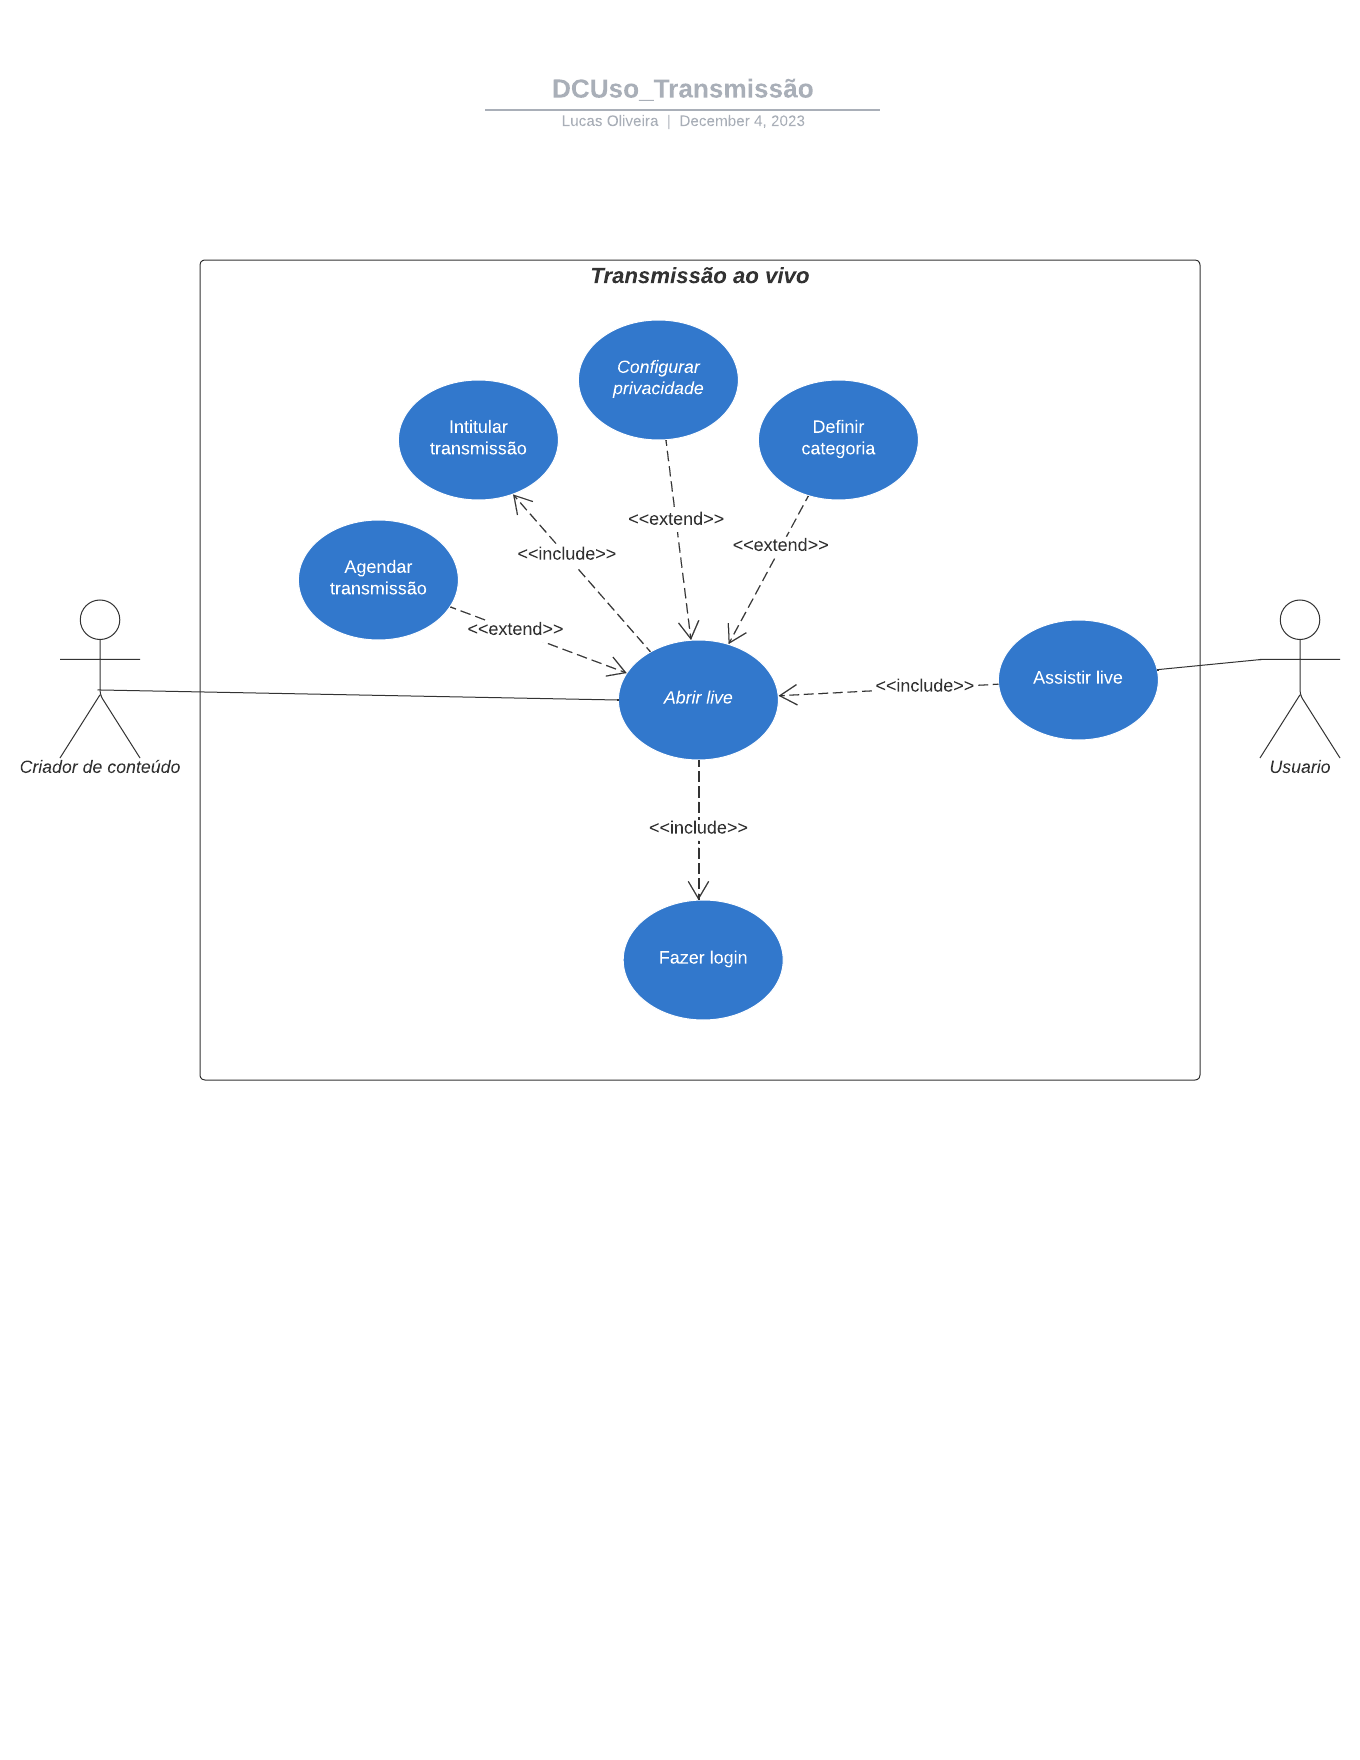 DCUso_Transmissão
Lucas Oliveira | December 4, 2023
Transmissão ao vivo
Configurar
privacidade
Intitular
transmissão
Definir
categoria
<<extend>>
<<extend>>
<<include>>
Agendar
transmissão
<<extend>>
Abrir live
<<include>>
Assistir live
Criador de conteúdo
Usuario
<<include>>
Fazer login